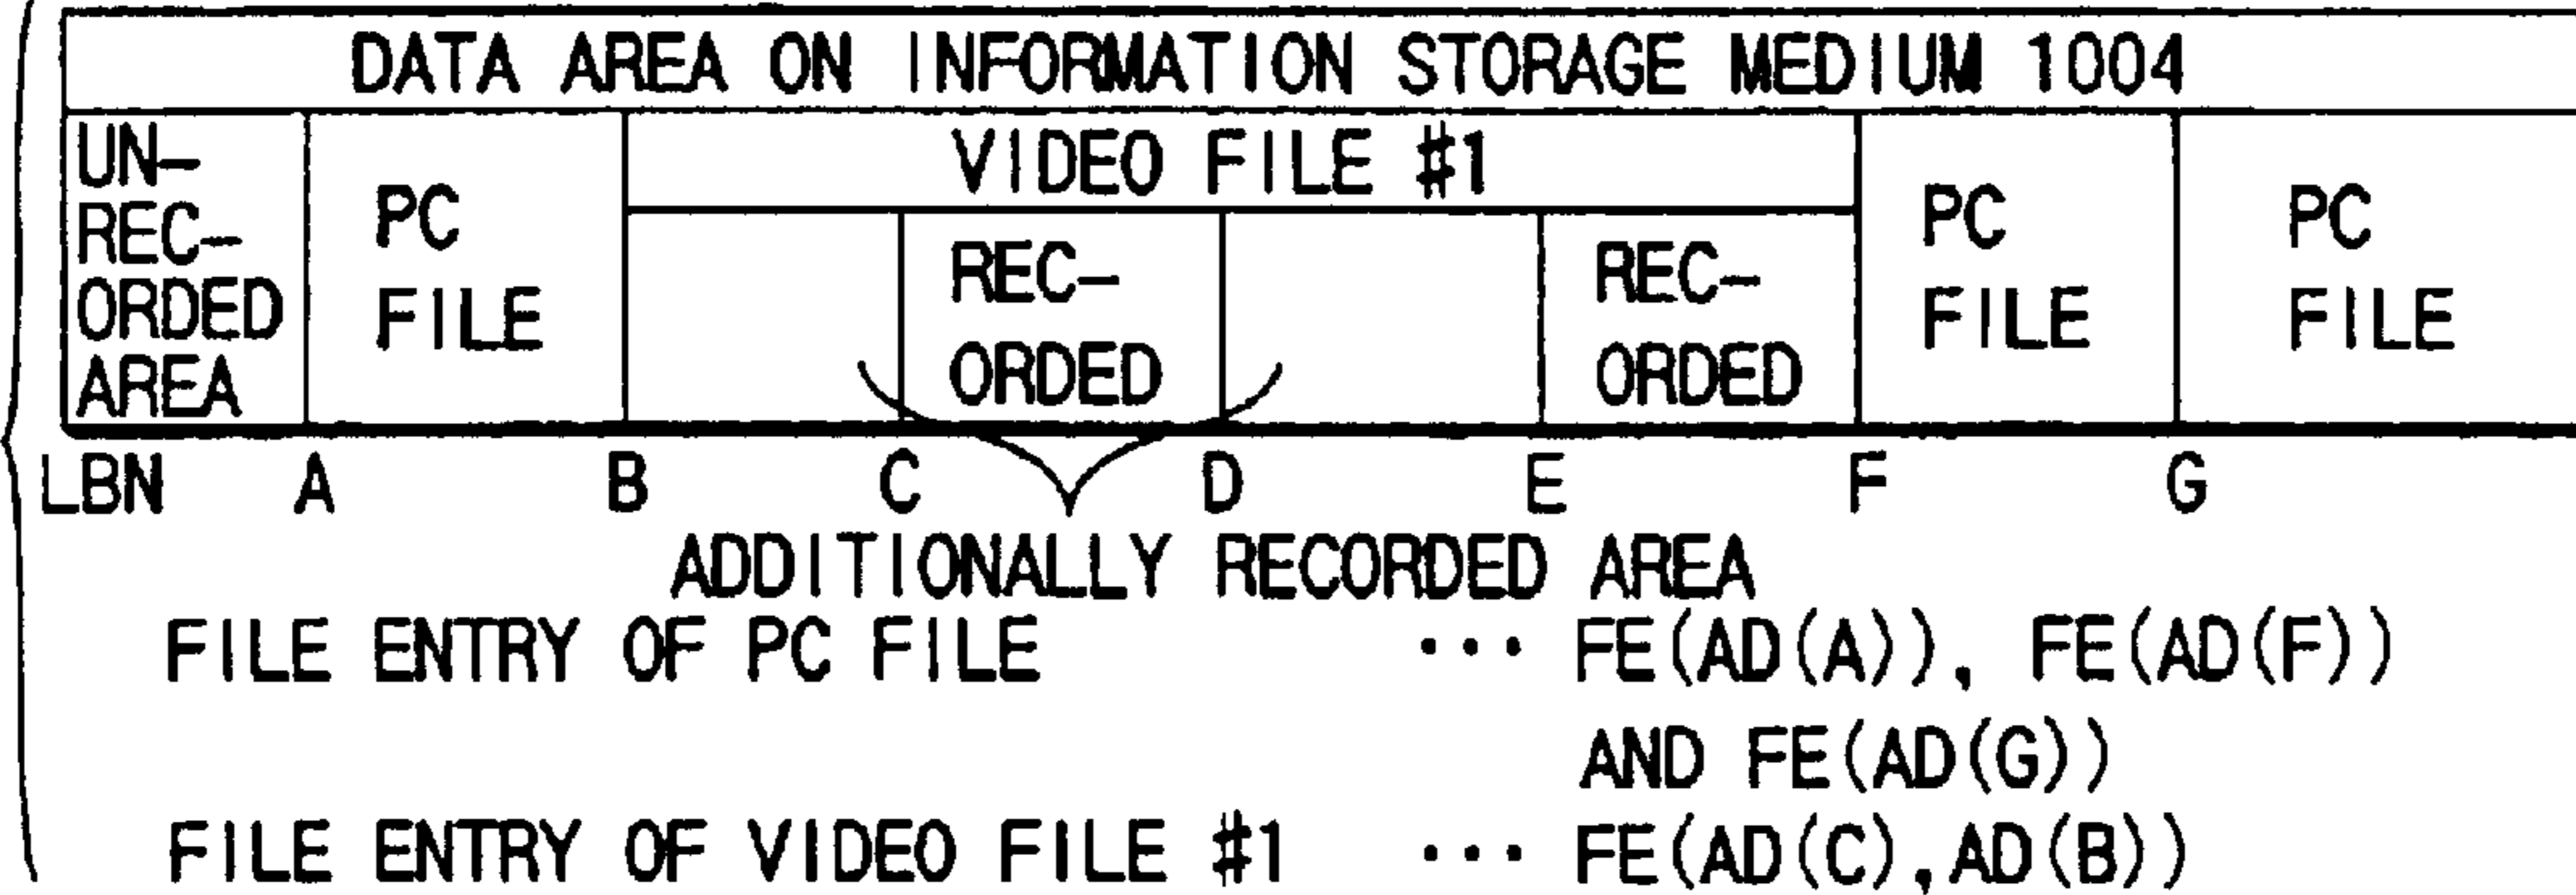 DATA AREA ON INFORMATION STORAGE MEDIUM 1004
UN-
REC-
ORDED
AREA
PC
FILE
VIDEO FILE #1
REC-
ORDED
REC-
ORDED
PC
FILE
PC
FILE
LBN A B C D E F G
ADDITIONALLY RECORDED AREA
FILE ENTRY OF PC FILE ... FE(AD(A)), FE(AD(F))
AND FE(AD(G))
FILE ENTRY OF VIDEO FILE #1 ... FE(AD(C),AD(B))